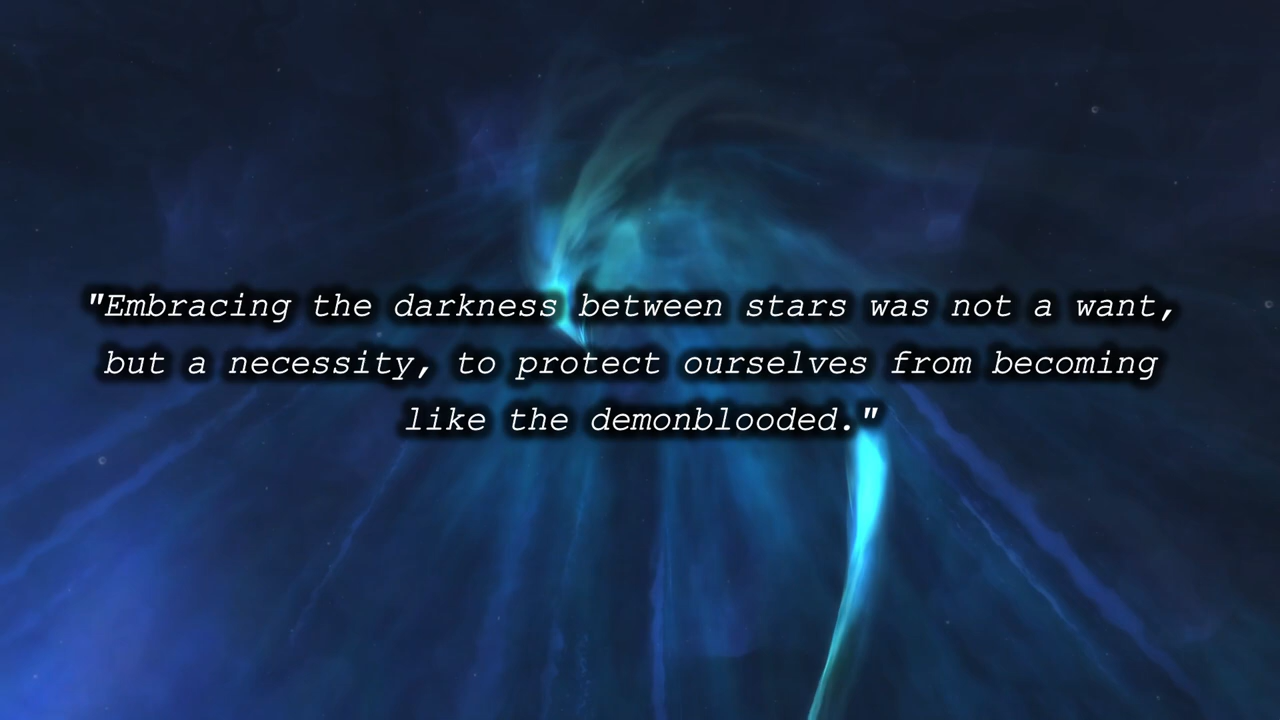 "Embracing the darkness between stars was not a want,
but a necessity, to protect ourselves from becoming
like the demonblooded."